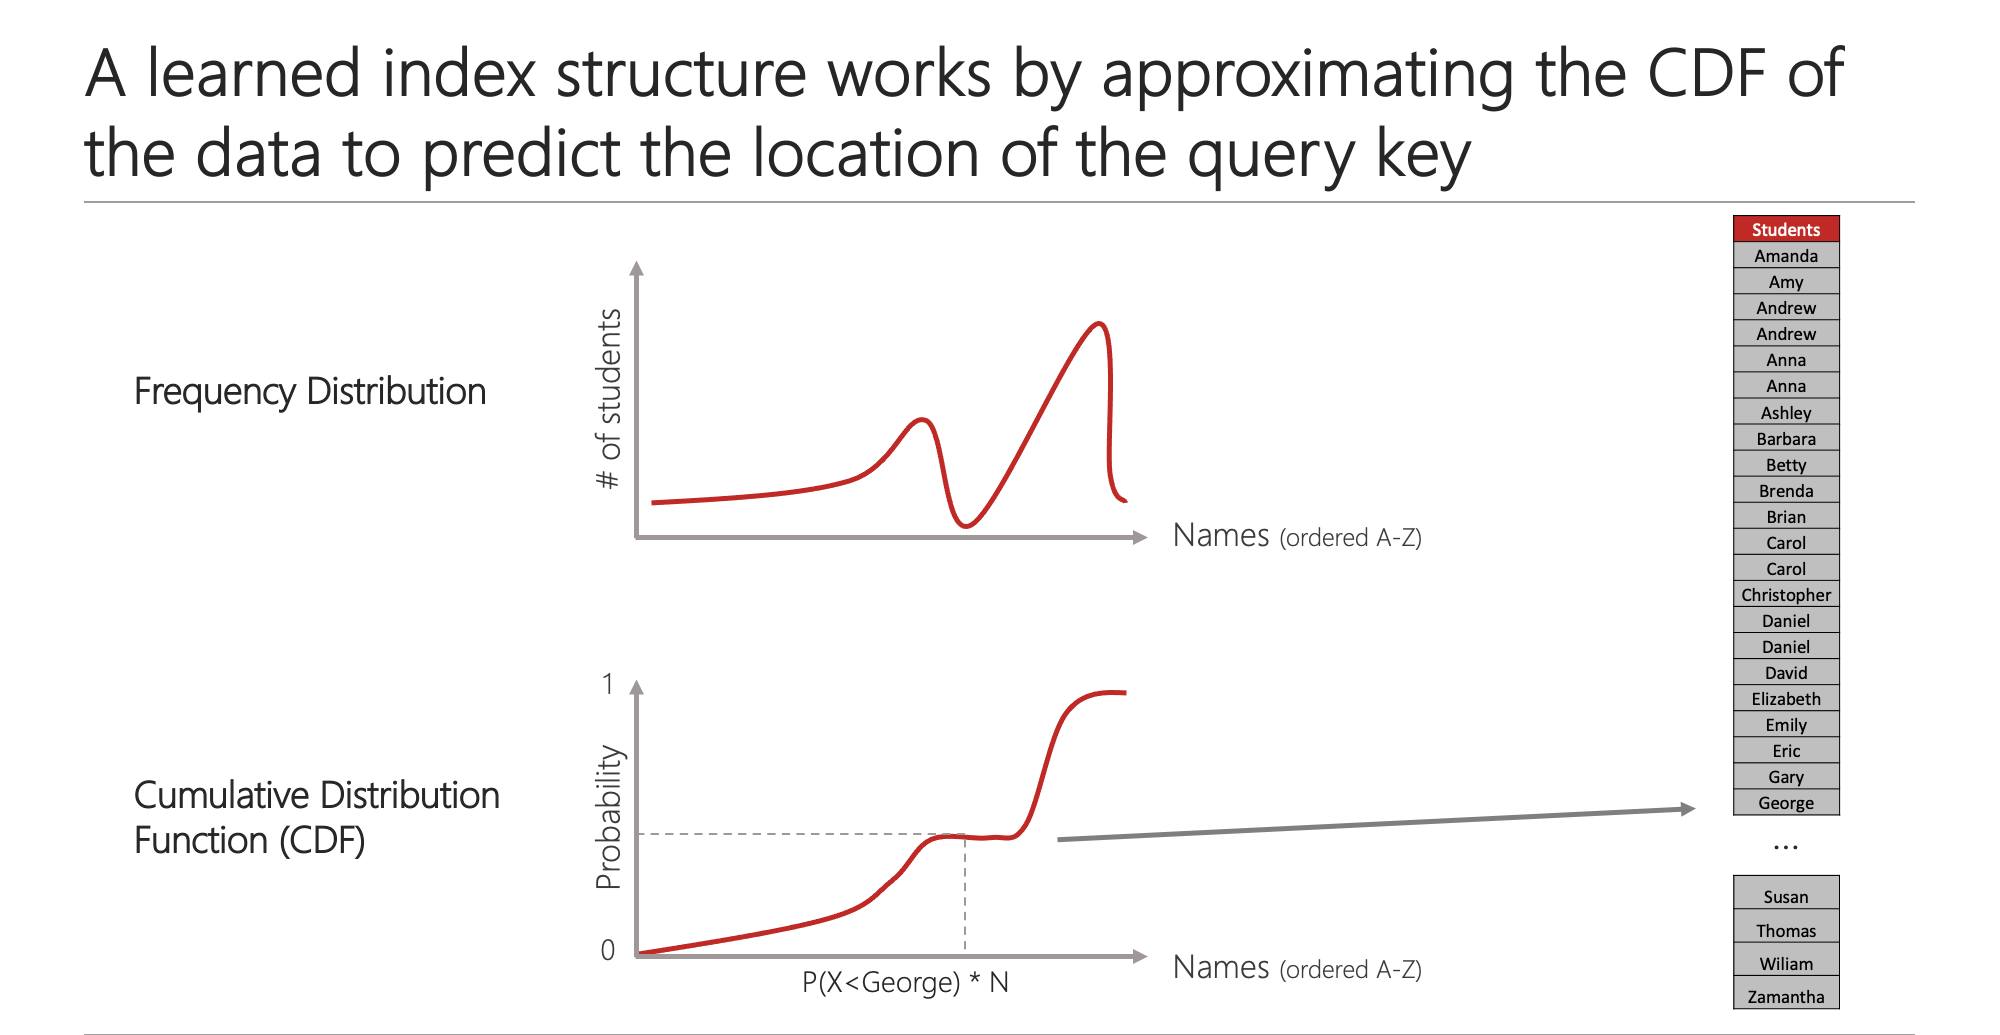 A learned index structure works by approximating the CDF of
the data to predict the location of the query key
Frequency Distribution
# of students
Names (ordered A-Z)
Cumulative Distribution
Function (CDF)
1
Probability
0
P(X<George) * N
Names (ordered A-Z)
Students
Amanda
Amy
Andrew
Andrew
Anna
Anna
Ashley
Barbara
Betty
Brenda
Brian
Carol
Carol
Christopher
Daniel
Daniel
David
Elizabeth
Emily
Eric
Gary
George
...
Susan
Thomas
Wiliam
Zamantha